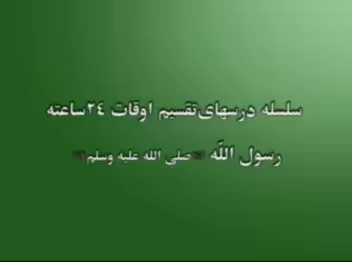 سلسله درسهای تقسیم اوقات ۲۴ ساعته
رسول الله «صلی الله علیه وسلم»